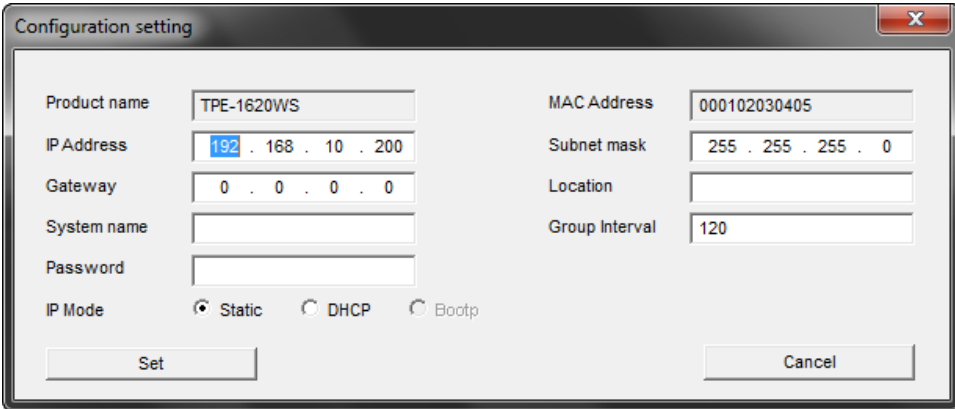 Configuration setting
Product name TPE-1620WS MAC Address 000102030405
IP Address 192 . 168 . 10 . 200 Subnet mask 255 . 255 . 255 . 0
Gateway 0 . 0 . 0 . 0 Location
System name Group Interval 120
Password
IP Mode Static DHCP Bootp
Set Cancel